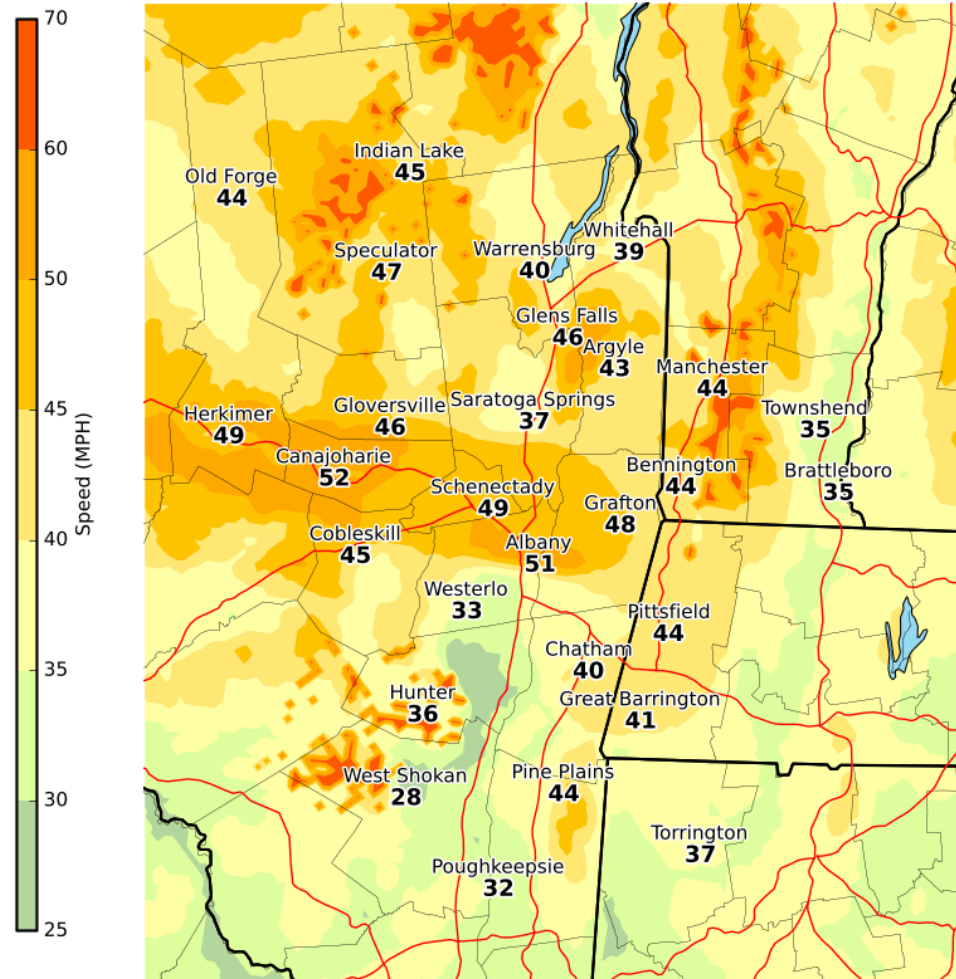 70
60
50
45
40
35
30
25
Speed (MPH)
Indian Lake
45
Old Forge
44
Whitehall
39
Speculator
47
Warrensburg
40
Glens Falls
46
Argyle
43
Manchester
44
Saratoga Springs
37
Gloversville
46
Townshend
35
Herkimer
49
Canajoharie
52
Bennington
44
Brattleboro
35
Schenectady
49
Grafton
48
Cobleskill
45
Albany
51
Westerlo
33
Pittsfield
44
Chatham
40
Hunter
36
Great Barrington
41
West Shokan
28
Pine Plains
44
Torrington
37
Poughkeepsie
32